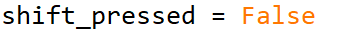 shift_pressed = False